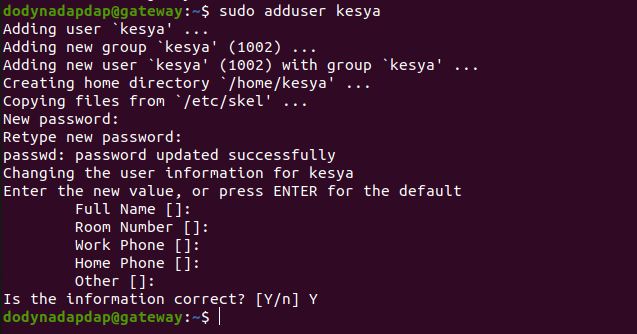 dodynadapdap@gateway:~$ sudo adduser kesya
Adding user `kesya' ...
Adding new group `kesya' (1002) ...
Adding new user `kesya' (1002) with group `kesya' ...
Creating home directory `/home/kesya' ...
Copying files from `/etc/skel' ...
New password:
Retype new password:
passwd: password updated successfully
Changing the user information for kesya
Enter the new value, or press ENTER for the default
        Full Name []:
        Room Number []:
        Work Phone []:
        Home Phone []:
        Other []:
Is the information correct? [Y/n] Y
dodynadapdap@gateway:~$